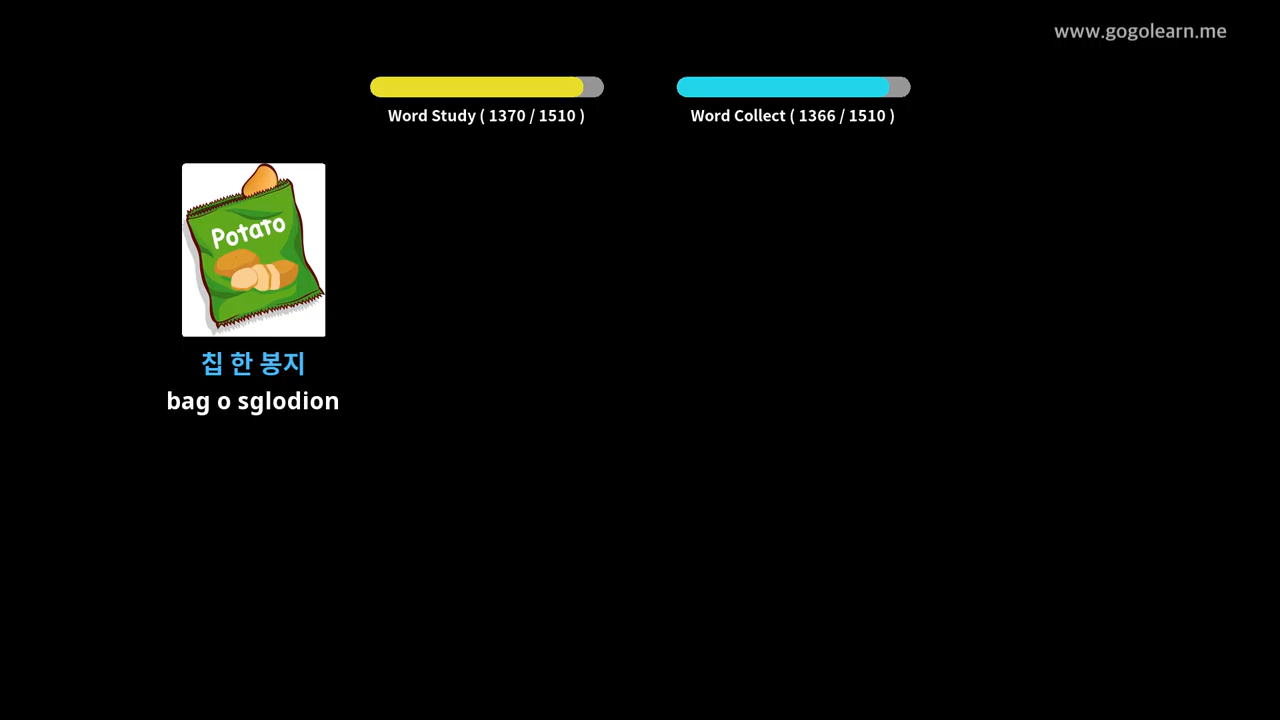 www.gogolearn.me
Word Study ( 1370 / 1510 )
Word Collect ( 1366 / 1510 )
Potato
칩 한 봉지
bag o sglodion